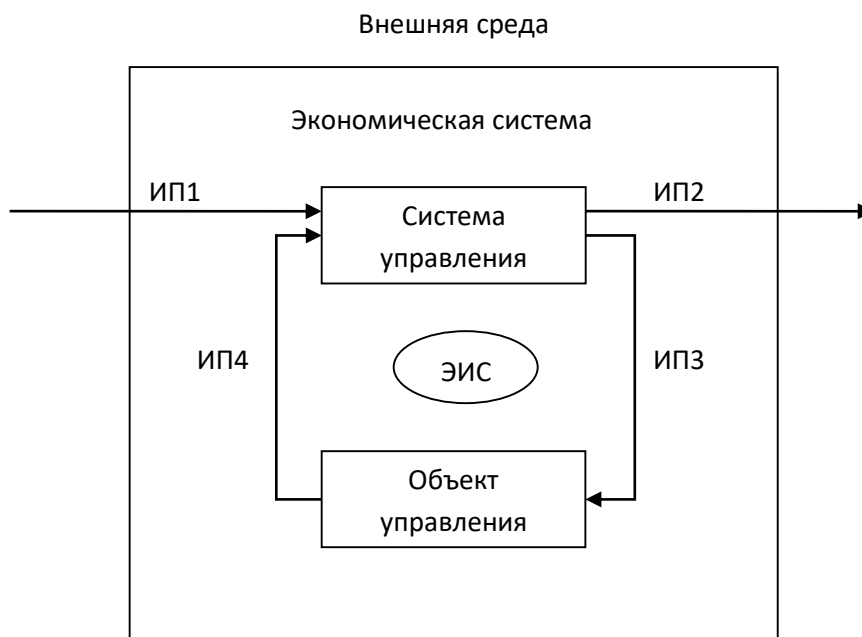 Внешняя среда
Экономическая система
ИП1
ИП2
Система
управления
ИП4
ЭИС
ИП3
Объект
управления